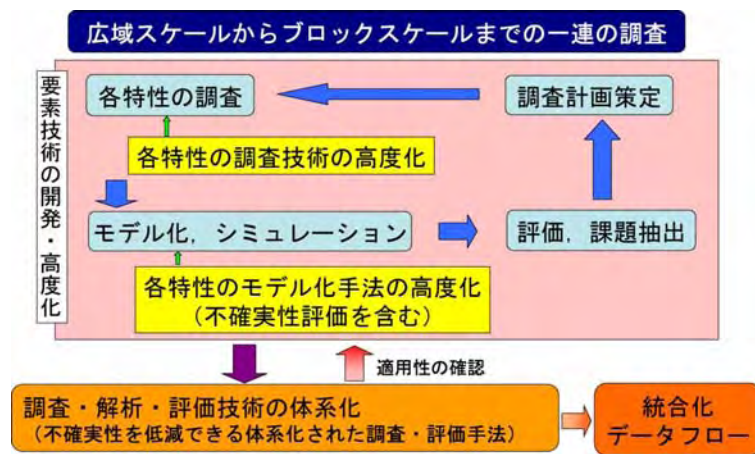 広域スケールからブロックスケールまでの一連の調査
要素技術の開発・高度化
各特性の調査
調査計画策定
各特性の調査技術の高度化
モデル化，シミュレーション
評価，課題抽出
各特性のモデル化手法の高度化
（不確実性評価を含む）
適用性の確認
調査・解析・評価技術の体系化
（不確実性を低減できる体系化された調査・評価手法）
統合化
データフロー